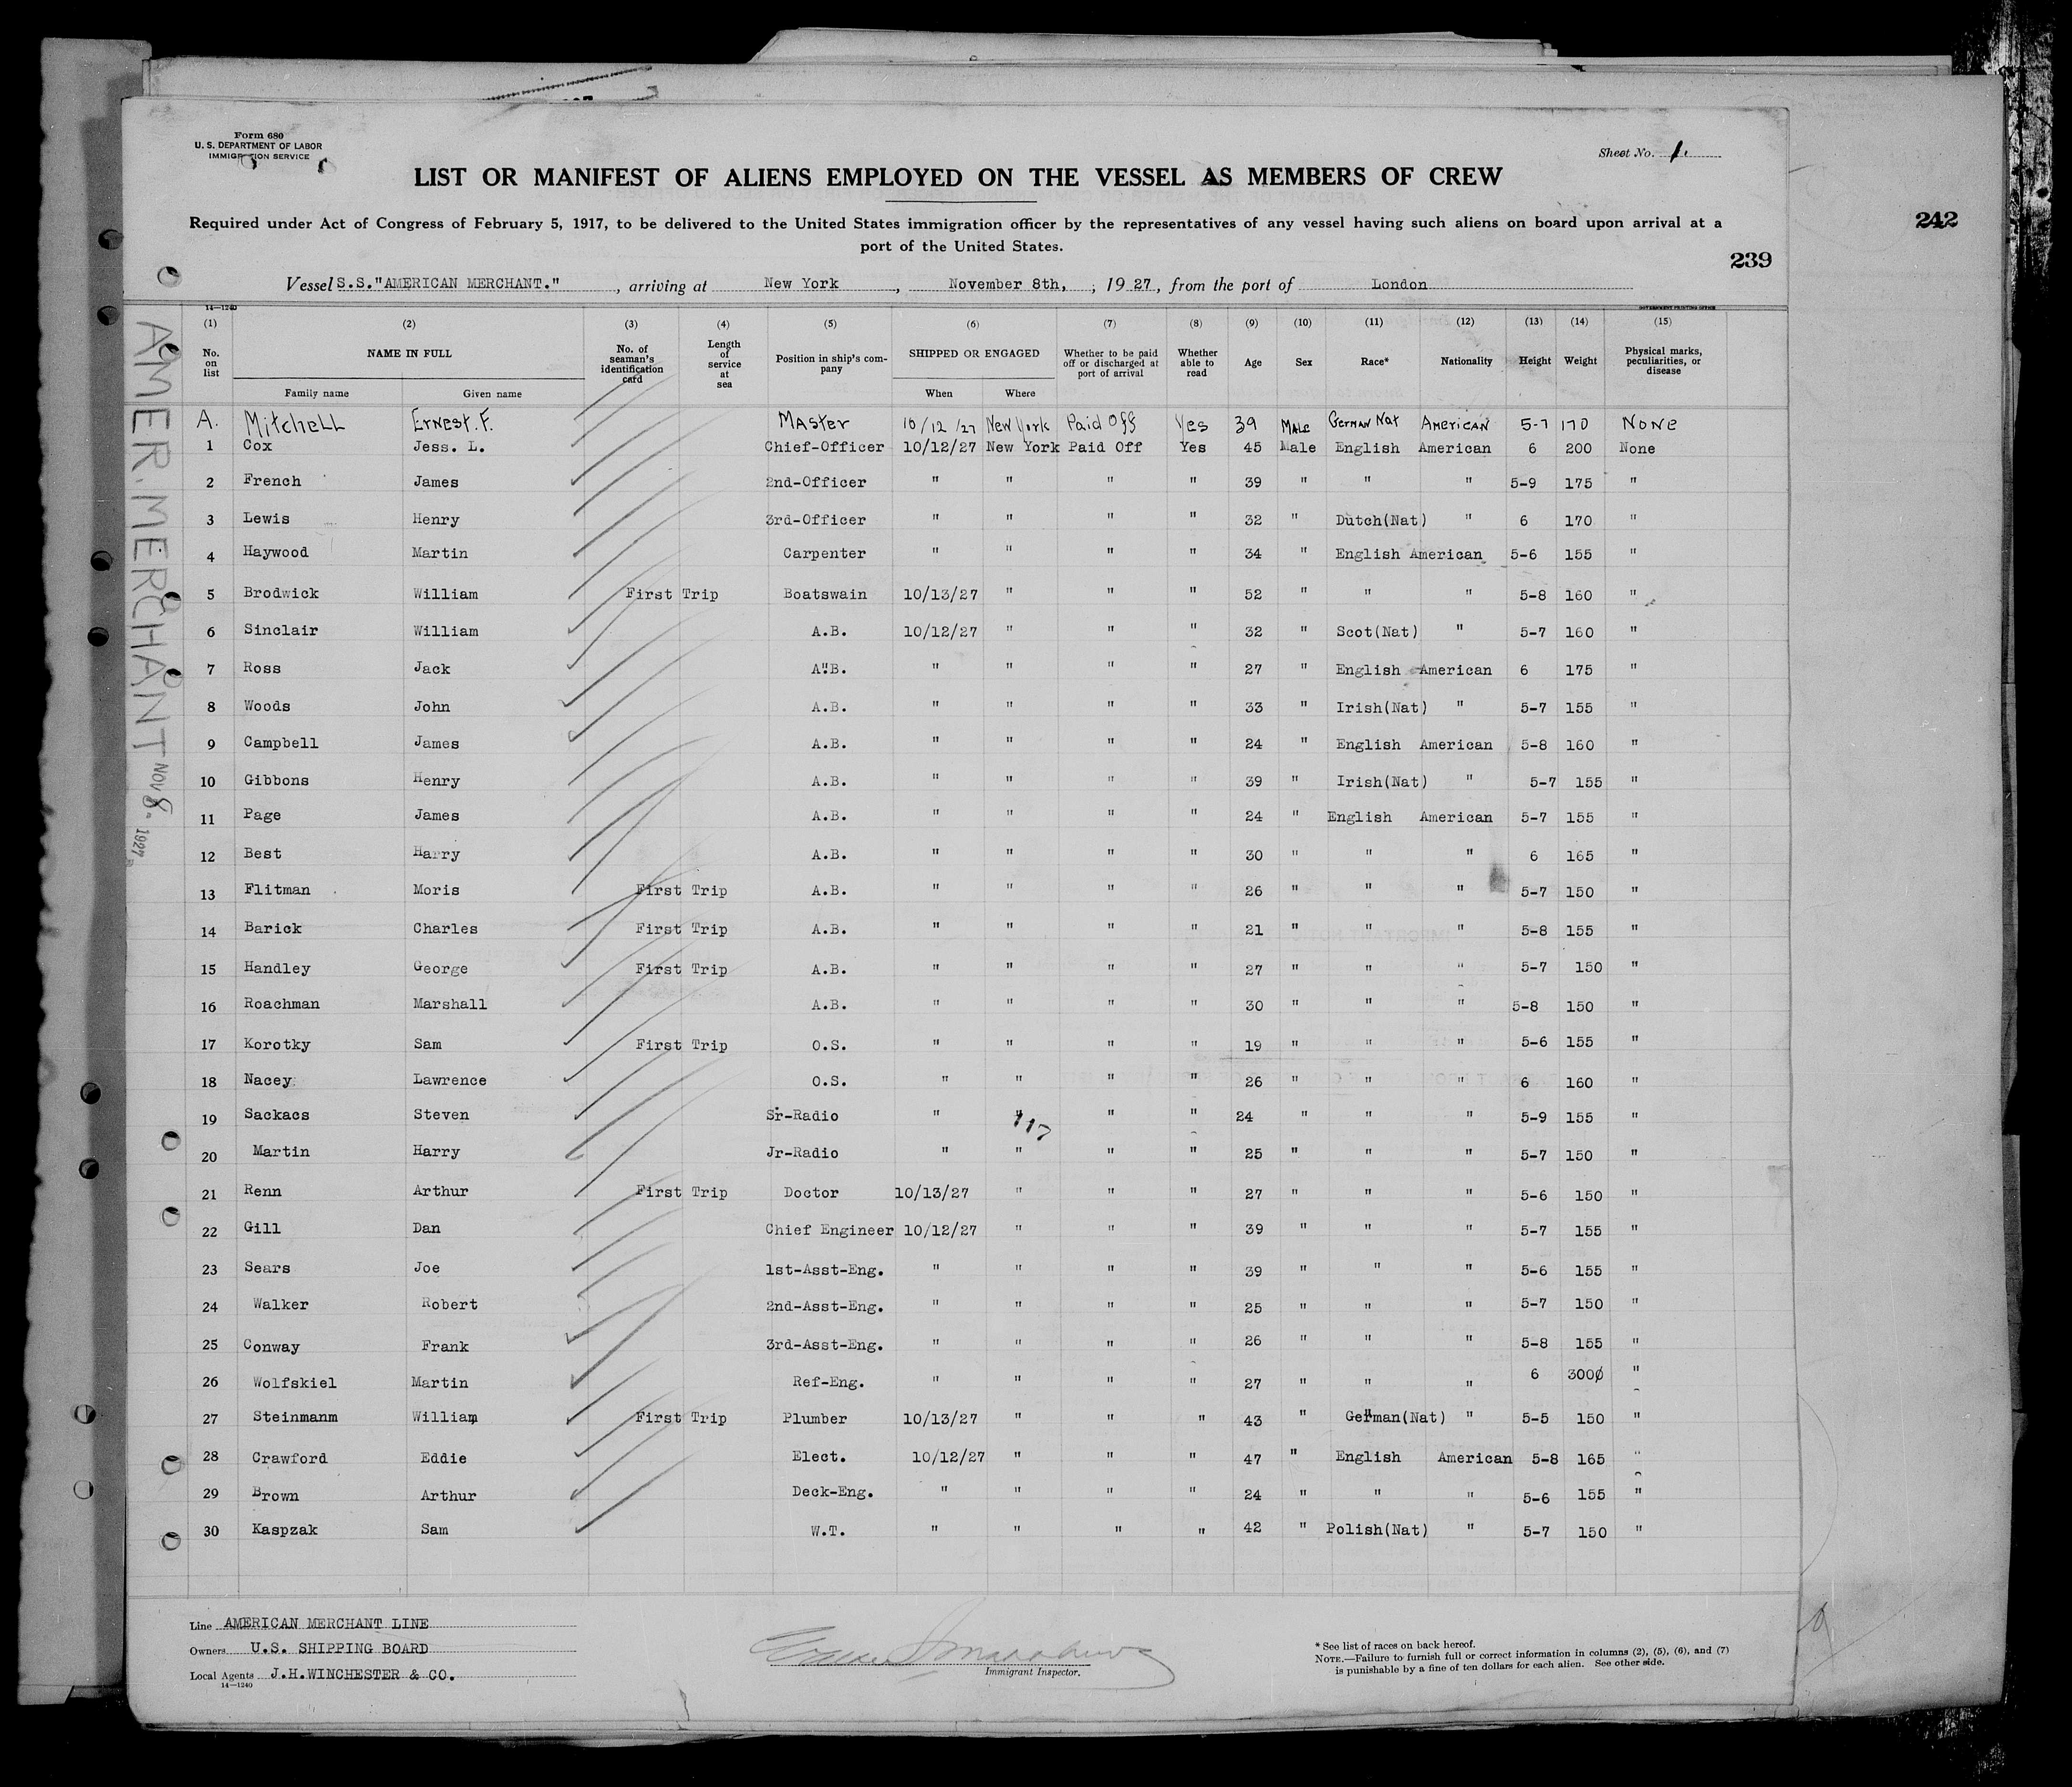 Form 680
U. S. DEPARTMENT OF LABOR
IMMIGRATION SERVICE
Sheet No. 1.
LIST OR MANIFEST OF ALIENS EMPLOYED ON THE VESSEL AS MEMBERS OF CREW
Required under Act of Congress of February 5, 1917, to be delivered to the United States immigration officer by the representatives of any vessel having such aliens on board upon arrival at a
port of the United States.
242
239
Vessel S.S."AMERICAN MERCHANT." , arriving at New York , November 8th, , 1927, from the port of London
14—1240 GOVERNMENT PRINTING OFFICE
(1) (2) (3) (4) (5) (6) (7) (8) (9) (10) (11) (12) (13) (14) (15)
No. on list NAME IN FULL Family name Given name No. of seaman's identification card Length of service at sea Position in ship's company SHIPPED OR ENGAGED When Where Whether to be paid off or discharged at port of arrival Whether able to read Age Sex Race* Nationality Height Weight Physical marks, peculiarities, or disease
A. Mitchell Ernest. F. Master 10/12/27 New York Paid Off Yes 39 Male German Nat American 5-7 170 None
1 Cox Jess. L. Chief-Officer 10/12/27 New York Paid Off Yes 45 Male English American 6 200 None
2 French James 2nd-Officer " " " " 39 " " " 5-9 175 "
3 Lewis Henry 3rd-Officer " " " " 32 " Dutch(Nat) " 6 170 "
4 Haywood Martin Carpenter " " " " 34 " English American 5-6 155 "
5 Brodwick William First Trip Boatswain 10/13/27 " " " 52 " " " 5-8 160 "
6 Sinclair William A.B. 10/12/27 " " " 32 " Scot(Nat) " 5-7 160 "
7 Ross Jack A"B. " " " " 27 " English American 6 175 "
8 Woods John A.B. " " " " 33 " Irish(Nat) " 5-7 155 "
9 Campbell James A.B. " " " " 24 " English American 5-8 160 "
10 Gibbons Henry A.B. " " " " 39 " Irish(Nat) " 5-7 155 "
11 Page James A.B. " " " " 24 " English American 5-7 155 "
12 Best Harry A.B. " " " " 30 " " " 6 165 "
13 Flitman Moris First Trip A.B. " " " " 26 " " " 5-7 150 "
14 Barick Charles First Trip A.B. " " " " 21 " " " 5-8 155 "
15 Handley George First Trip A.B. " " " " 27 " " " 5-7 150 "
16 Roachman Marshall A.B. " " " " 30 " " " 5-8 150 "
17 Korotky Sam First Trip O.S. " " " " 19 " " " 5-6 155 "
18 Nacey Lawrence O.S. " " " " 26 " " " 6 160 "
19 Sackacs Steven Sr-Radio " " " " 24 " " " 5-9 155 "
20 Martin Harry Jr-Radio " " " " 25 " " " 5-7 150 "
21 Renn Arthur First Trip Doctor 10/13/27 " " " 27 " " " 5-6 150 "
22 Gill Dan Chief Engineer 10/12/27 " " " 39 " " " 5-7 155 "
23 Sears Joe 1st-Asst-Eng. " " " " 39 " " " 5-6 155 "
24 Walker Robert 2nd-Asst-Eng. " " " " 25 " " " 5-7 150 "
25 Conway Frank 3rd-Asst-Eng. " " " " 26 " " " 5-8 155 "
26 Wolfskiel Martin Ref-Eng. " " " " 27 " " " 6 3000 "
27 Steinmanm William First Trip Plumber 10/13/27 " " " 43 " German(Nat) " 5-5 150 "
28 Crawford Eddie Elect. 10/12/27 " " " 47 " English American 5-8 165 "
29 Brown Arthur Deck-Eng. " " " " 24 " " " 5-6 155 "
30 Kaspzak Sam W.T. " " " " 42 " Polish(Nat) " 5-7 150 "
AMER. MERCHANT NOV 8 - 1927
Line AMERICAN MERCHANT LINE
Owners U.S. SHIPPING BOARD
Local Agents J.H.WINCHESTER & CO.
14—1240
Immigrant Inspector.
* See list of races on back hereof.
NOTE.—Failure to furnish full or correct information in columns (2), (5), (6), and (7)
is punishable by a fine of ten dollars for each alien. See other side.